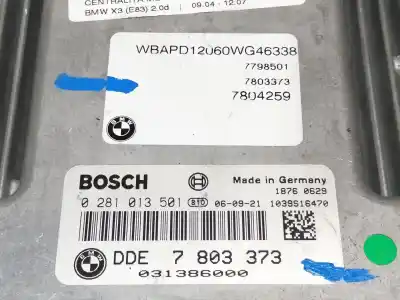 BMW X3 (E83) 2.0d | 09.04 - 12.07
WBAPD12060WG46338
7798501
7803373
7804259
BOSCH Made in Germany
1876 0629
0 281 013 501 STD 06-09-21 1039S16470
DDE 7 803 373
031386000